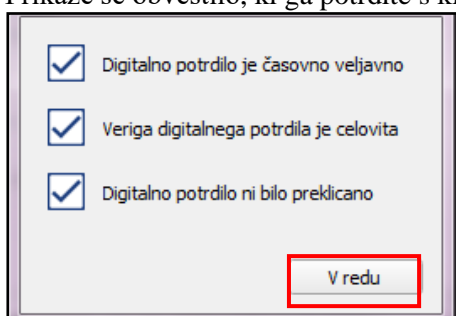 Prikaže se obvestilo, ki ga potrdite s
Digitalno potrdilo je časovno veljavno
Veriga digitalnega potrdila je celovita
Digitalno potrdilo ni bilo preklicano
V redu